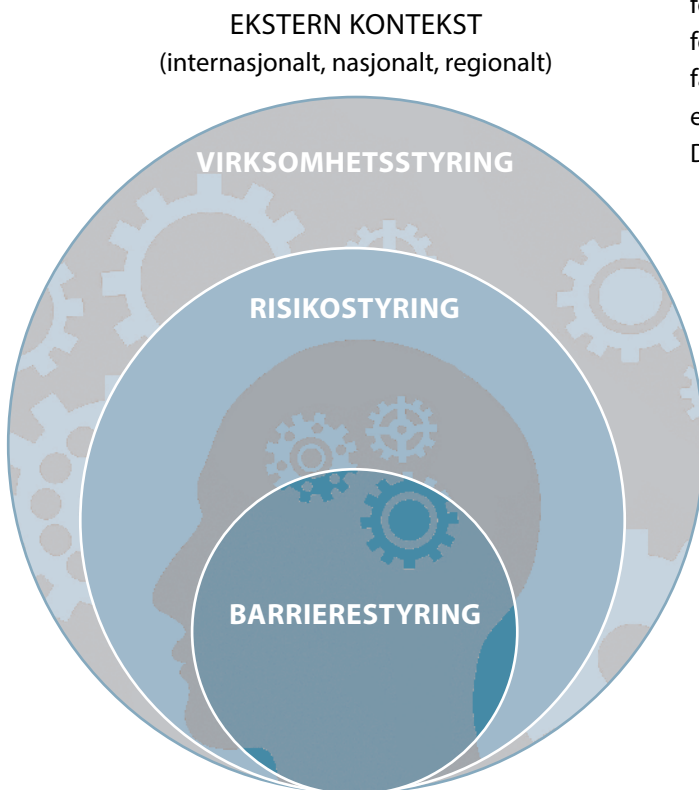 EKSTERN KONTEKST
(internasjonalt, nasjonalt, regionalt)
VIRKSOMHETSSTYRING
RISIKOSTYRING
BARRIERESTYRING